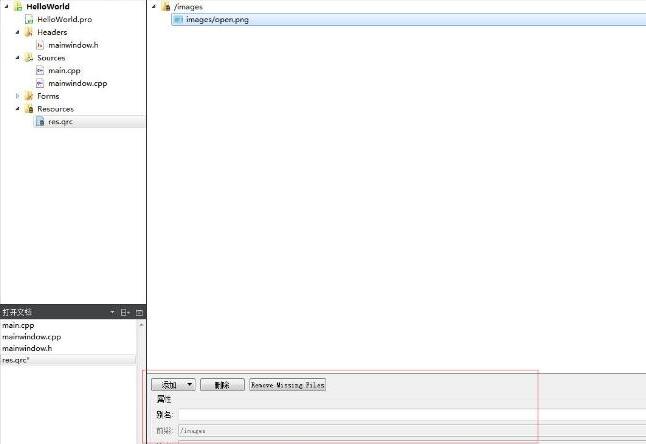 HelloWorld
HelloWorld.pro
Headers
mainwindow.h
Sources
main.cpp
mainwindow.cpp
Forms
Resources
res.qrc
/images
images/open.png
打开文档
main.cpp
mainwindow.cpp
mainwindow.h
res.qrc*
添加 删除 Remove Missing Files
属性
别名:
前缀: /images